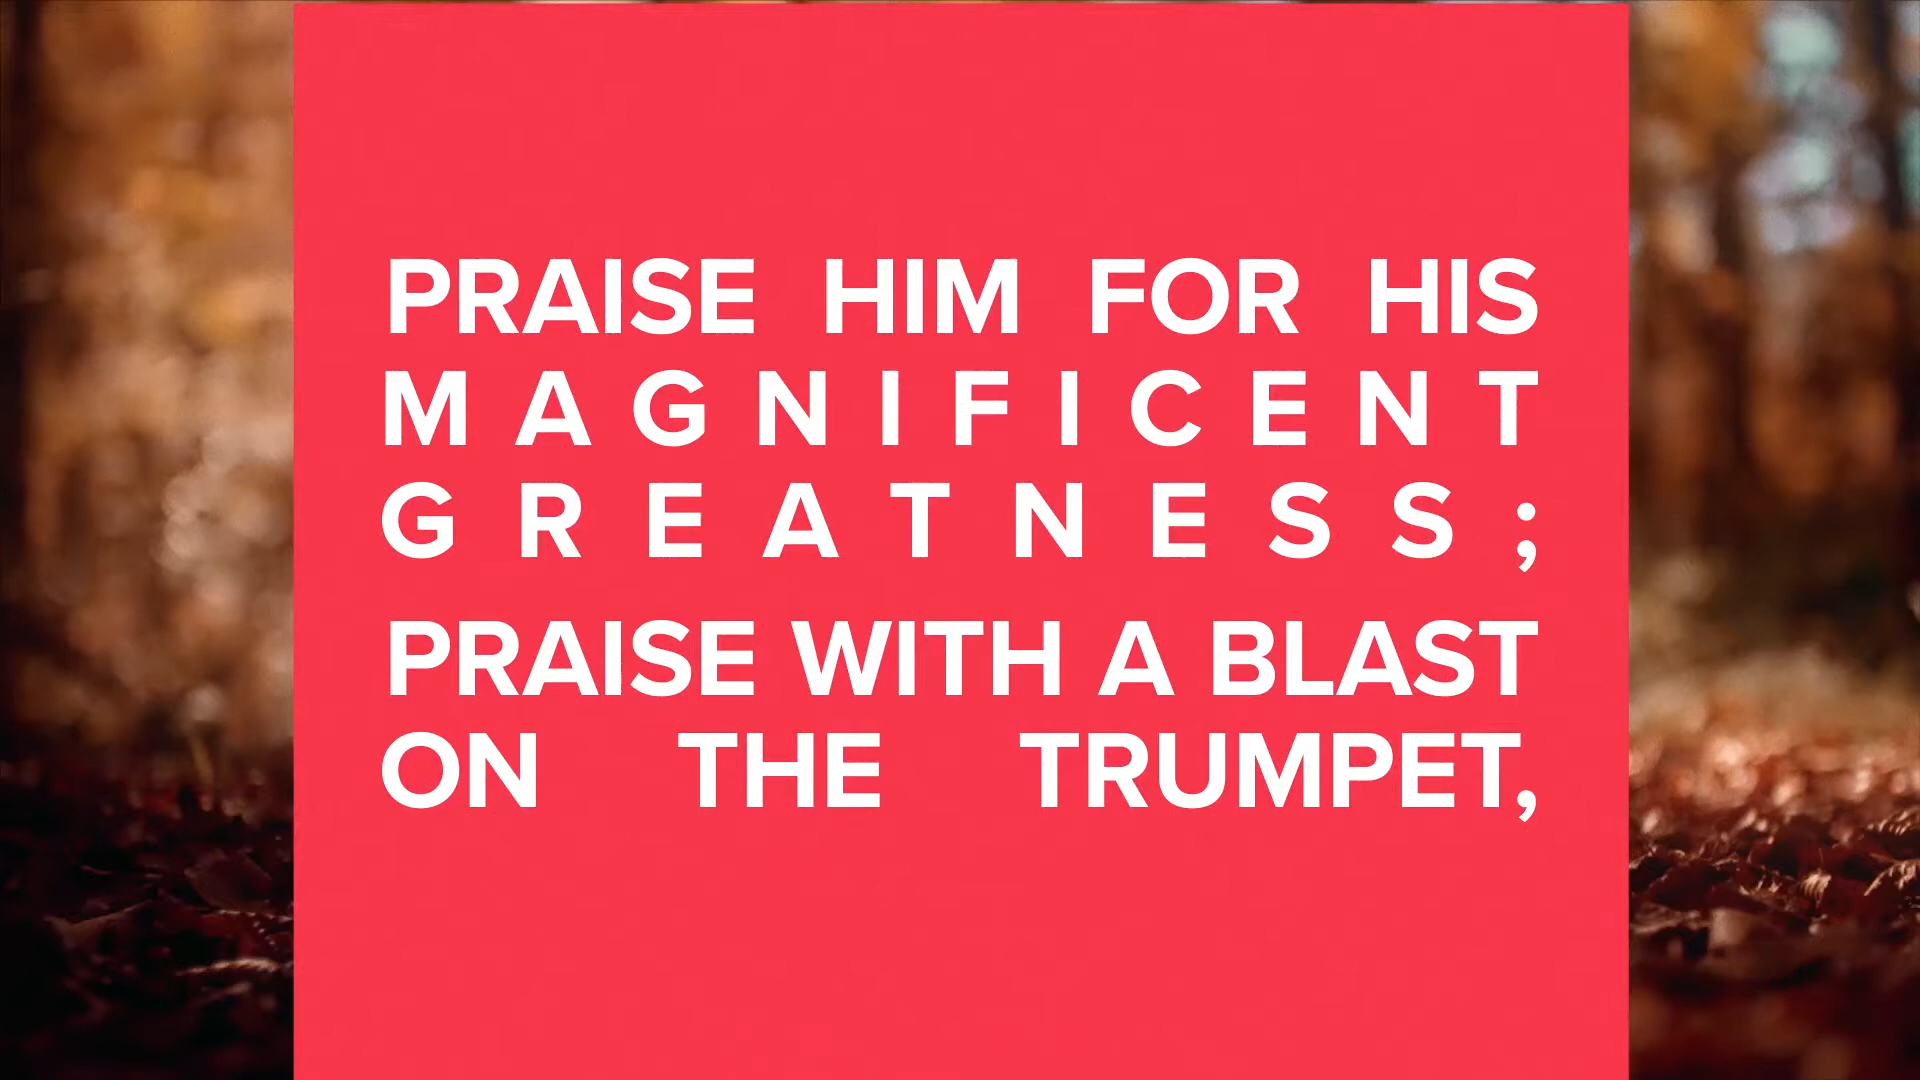 PRAISE HIM FOR HIS
MAGNIFICENT
GREATNESS;
PRAISE WITH A BLAST
ON THE TRUMPET,